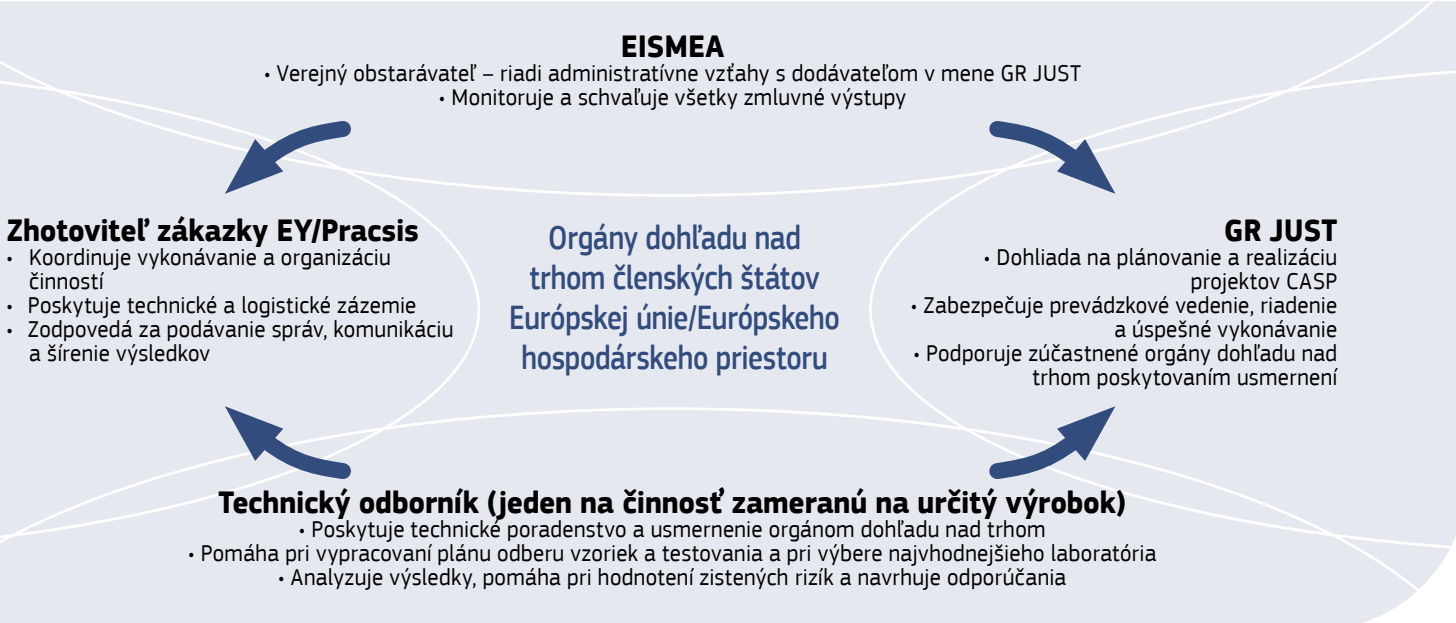 EISMEA
• Verejný obstarávateľ – riadi administratívne vzťahy s dodávateľom v mene GR JUST
• Monitoruje a schvaľuje všetky zmluvné výstupy
Zhotoviteľ zákazky EY/Pracsis
• Koordinuje vykonávanie a organizáciu
činností
• Poskytuje technické a logistické zázemie
• Zodpovedá za podávanie správ, komunikáciu
a šírenie výsledkov
Orgány dohľadu nad
trhom členských štátov
Európskej únie/Európskeho
hospodárskeho priestoru
GR JUST
• Dohliada na plánovanie a realizáciu
projektov CASP
• Zabezpečuje prevádzkové vedenie, riadenie
a úspešné vykonávanie
• Podporuje zúčastnené orgány dohľadu nad
trhom poskytovaním usmernení
Technický odborník (jeden na činnosť zameranú na určitý výrobok)
• Poskytuje technické poradenstvo a usmernenie orgánom dohľadu nad trhom
• Pomáha pri vypracovaní plánu odberu vzoriek a testovania a pri výbere najvhodnejšieho laboratória
• Analyzuje výsledky, pomáha pri hodnotení zistených rizík a navrhuje odporúčania